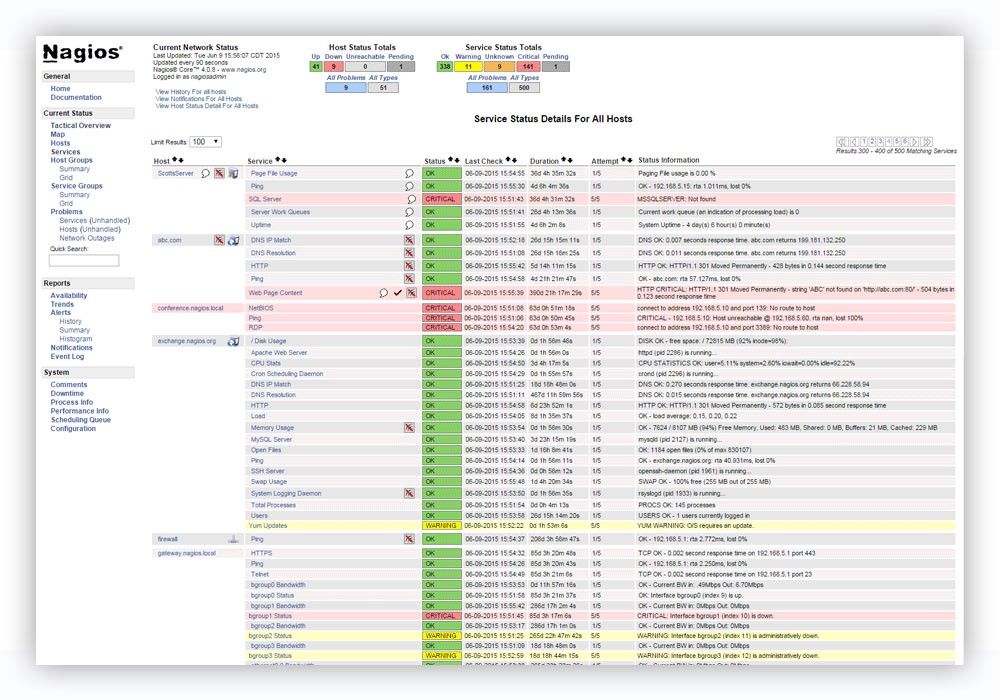 Nagios®
General
Home
Documentation
Current Status
Tactical Overview
Map
Hosts
Services
Host Groups
Summary
Grid
Service Groups
Summary
Grid
Problems
Services (Unhandled)
Hosts (Unhandled)
Network Outages
Quick Search:
Reports
Availability
Trends
Alerts
History
Summary
Histogram
Notifications
Event Log
System
Comments
Downtime
Process Info
Performance Info
Scheduling Queue
Configuration
Current Network Status
Last Updated: Tue Jun 9 15:56:07 CDT 2015
Updated every 90 seconds
Nagios® Core™ 4.0.8 - www.nagios.org
Logged in as nagiosadmin
View History For all hosts
View Notifications For All Hosts
View Host Status Detail For All Hosts
Host Status Totals
Up Down Unreachable Pending
41 9 0 1
All Problems All Types
9 51
Service Status Totals
Ok Warning Unknown Critical Pending
338 11 9 141 1
All Problems All Types
161 500
Service Status Details For All Hosts
Limit Results: 100
1 2 3 4 5 6
Results 300 - 400 of 500 Matching Services
Host Service Status Last Check Duration Attempt Status Information
ScottsServer Page File Usage OK 06-09-2015 15:54:55 36d 4h 35m 32s 1/5 Paging File usage is 0.00 %
Ping OK 06-09-2015 15:55:30 4d 6h 4m 36s 1/5 OK - 192.168.5.15: rta 1.011ms, lost 0%
SQL Server CRITICAL 06-09-2015 15:51:43 36d 4h 31m 32s 5/5 MSSQLSERVER: Not found
Server Work Queues OK 06-09-2015 15:51:41 28d 4h 13m 36s 1/5 Current work queue (an indication of processing load) is 0
Uptime OK 06-09-2015 15:51:55 4d 6h 2m 8s 1/5 System Uptime - 4 day(s) 6 hour(s) 0 minute(s)
abc.com DNS IP Match OK 06-09-2015 15:52:18 26d 15h 15m 11s 1/5 DNS OK: 0.007 seconds response time. abc.com returns 199.181.132.250
DNS Resolution OK 06-09-2015 15:51:08 26d 15h 16m 25s 1/5 DNS OK: 0.011 seconds response time. abc.com returns 199.181.132.250
HTTP OK 06-09-2015 15:55:42 5d 14h 11m 15s 1/5 HTTP OK: HTTP/1.1 301 Moved Permanently - 428 bytes in 0.144 second response time
Ping OK 06-09-2015 15:54:58 4d 21h 21m 47s 1/5 OK - abc.com: rta 57.127ms, lost 0%
Web Page Content CRITICAL 06-09-2015 15:55:39 390d 21h 17m 29s 5/5 HTTP CRITICAL: HTTP/1.1 301 Moved Permanently - string 'ABC' not found on 'http://abc.com:80/' - 504 bytes in 0.123 second response time
conference.nagios.local NetBIOS CRITICAL 06-09-2015 15:51:08 63d 0h 51m 18s 5/5 connect to address 192.168.5.10 and port 139: No route to host
Ping CRITICAL 06-09-2015 15:51:06 63d 0h 50m 45s 5/5 CRITICAL - 192.168.5.10: Host unreachable @ 192.168.5.60. rta nan, lost 100%
RDP CRITICAL 06-09-2015 15:54:20 63d 0h 53m 4s 5/5 connect to address 192.168.5.10 and port 3389: No route to host
exchange.nagios.org / Disk Usage OK 06-09-2015 15:53:39 0d 1h 56m 46s 1/5 DISK OK - free space: / 72815 MB (92% inode=98%):
Apache Web Server OK 06-09-2015 15:54:26 0d 1h 56m 0s 1/5 httpd (pid 2286) is running...
CPU Stats OK 06-09-2015 15:53:50 3d 4h 17m 5s 1/5 CPU STATISTICS OK: user=5.11% system=2.60% iowait=0.00% idle=92.22%
Cron Scheduling Daemon OK 06-09-2015 15:54:29 0d 1h 55m 57s 1/5 crond (pid 2296) is running...
DNS IP Match OK 06-09-2015 15:51:25 18d 18h 48m 0s 1/5 DNS OK: 0.270 seconds response time. exchange.nagios.org returns 66.228.58.94
DNS Resolution OK 06-09-2015 15:51:11 467d 11h 59m 56s 1/5 DNS OK: 0.015 seconds response time. exchange.nagios.org returns 66.228.58.94
HTTP OK 06-09-2015 15:54:58 6d 23h 52m 1s 1/5 HTTP OK: HTTP/1.1 301 Moved Permanently - 572 bytes in 0.085 second response time
Load OK 06-09-2015 15:54:05 8d 1h 35m 37s 1/5 OK - load average: 0.15, 0.20, 0.22
Memory Usage OK 06-09-2015 15:53:54 0d 1h 56m 30s 1/5 OK - 7624 / 8107 MB (94%) Free Memory, Used: 483 MB, Shared: 0 MB, Buffers: 21 MB, Cached: 229 MB
MySQL Server OK 06-09-2015 15:53:40 3d 23h 15m 19s 1/5 mysqld (pid 2127) is running...
Open Files OK 06-09-2015 15:53:33 1d 16h 8m 41s 1/5 OK: 1184 open files (0% of max 830107)
Ping OK 06-09-2015 15:54:14 0d 1h 56m 11s 1/5 OK - exchange.nagios.org: rta 40.931ms, lost 0%
SSH Server OK 06-09-2015 15:54:36 0d 0h 56m 12s 1/5 openssh-daemon (pid 1961) is running...
Swap Usage OK 06-09-2015 15:55:48 1d 4h 20m 34s 1/5 SWAP OK - 100% free (255 MB out of 255 MB)
System Logging Daemon OK 06-09-2015 15:53:50 0d 1h 56m 35s 1/5 rsyslogd (pid 1933) is running...
Total Processes OK 06-09-2015 15:51:54 0d 0h 4m 13s 1/5 PROCS OK: 145 processes
Users OK 06-09-2015 15:53:58 26d 15h 14m 20s 1/5 USERS OK - 1 users currently logged in
Yum Updates WARNING 06-09-2015 15:52:22 0d 1h 53m 6s 5/5 YUM WARNING: O/S requires an update.
firewall Ping OK 06-09-2015 15:54:37 206d 3h 56m 47s 1/5 OK - 192.168.5.1: rta 2.772ms, lost 0%
gateway.nagios.local HTTPS OK 06-09-2015 15:54:32 85d 3h 20m 48s 1/5 TCP OK - 0.002 second response time on 192.168.5.1 port 443
Ping OK 06-09-2015 15:54:26 85d 3h 20m 43s 1/5 OK - 192.168.5.1: rta 2.250ms, lost 0%
Telnet OK 06-09-2015 15:54:49 85d 3h 21m 6s 1/5 TCP OK - 0.002 second response time on 192.168.5.1 port 23
bgroup0 Bandwidth OK 06-09-2015 15:53:53 0d 11h 57m 16s 1/5 OK - Current BW in: .49Mbps Out: 6.70Mbps
bgroup0 Status OK 06-09-2015 15:51:58 85d 3h 21m 37s 1/5 OK: Interface bgroup0 (index 9) is up.
bgroup1 Bandwidth OK 06-09-2015 15:55:42 286d 17h 2m 4s 1/5 OK - Current BW in: 0Mbps Out: 0Mbps
bgroup1 Status CRITICAL 06-09-2015 15:51:45 85d 3h 17m 6s 5/5 CRITICAL: Interface bgroup1 (index 10) is down.
bgroup2 Bandwidth OK 06-09-2015 15:53:17 286d 17h 1m 0s 1/5 OK - Current BW in: 0Mbps Out: 0Mbps
bgroup2 Status WARNING 06-09-2015 15:51:25 265d 22h 47m 42s 5/5 WARNING: Interface bgroup2 (index 11) is administratively down.
bgroup3 Bandwidth OK 06-09-2015 15:51:09 18d 18h 48m 0s 1/5 OK - Current BW in: 0Mbps Out: 0Mbps
bgroup3 Status WARNING 06-09-2015 15:52:59 18d 18h 44m 15s 5/5 WARNING: Interface bgroup3 (index 12) is administratively down.